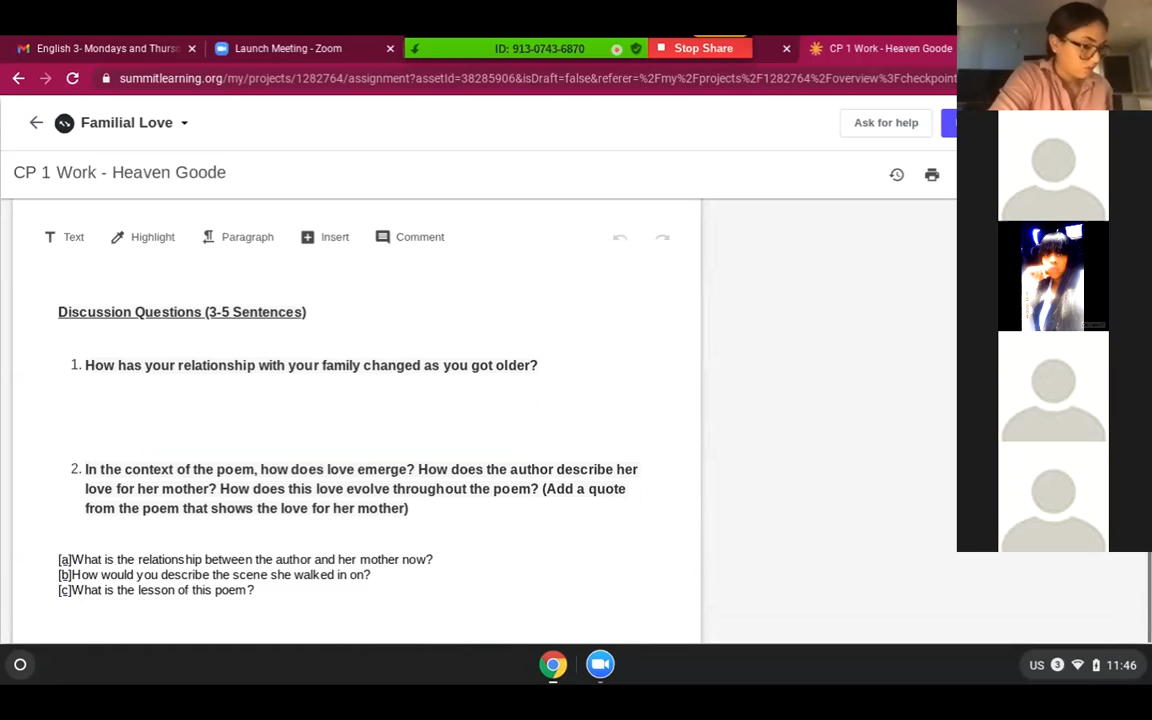 English 3- Mondays and Thurs
Launch Meeting - Zoom
ID: 913-0743-6870
Stop Share
CP 1 Work - Heaven Goode
summitlearning.org/my/projects/1282764/assignment?assetId=38285906&isDraft=false&referer=%2Fmy%2Fprojects%2F1282764%2Foverview%3Fcheckpoin
Familial Love
Ask for help
CP 1 Work - Heaven Goode
Text Highlight Paragraph Insert Comment
Discussion Questions (3-5 Sentences)
1. How has your relationship with your family changed as you got older?
2. In the context of the poem, how does love emerge? How does the author describe her
love for her mother? How does this love evolve throughout the poem? (Add a quote
from the poem that shows the love for her mother)
[a]What is the relationship between the author and her mother now?
[b]How would you describe the scene she walked in on?
[c]What is the lesson of this poem?
US 3 11:46